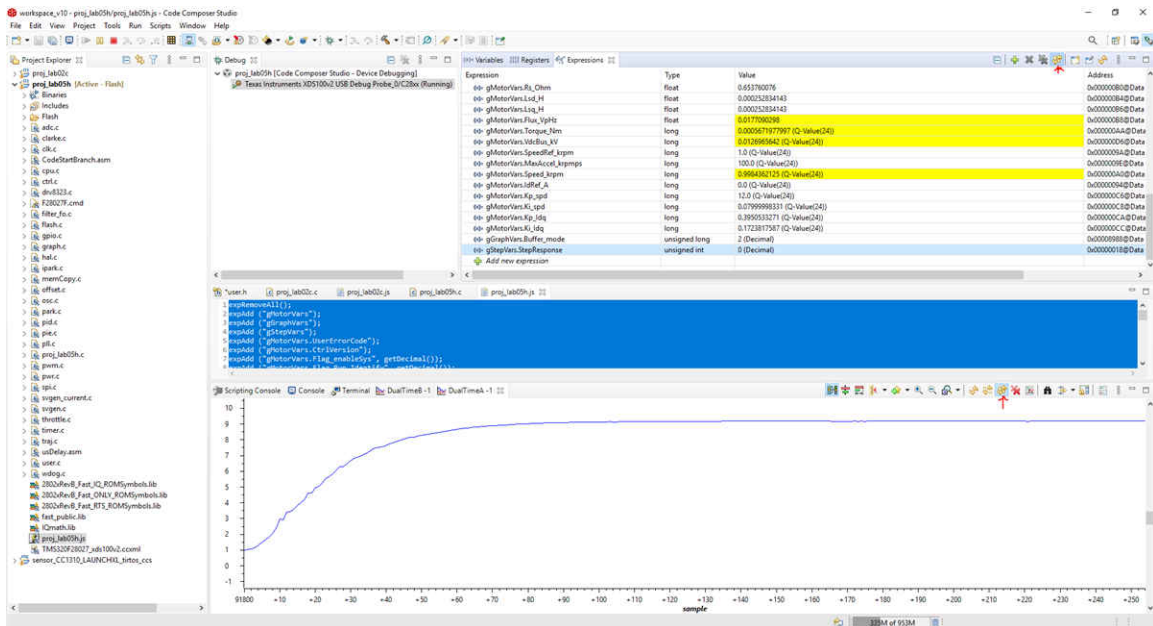 workspace_v10 - proj_lab05h/proj_lab05h.js - Code Composer Studio
File Edit View Project Tools Run Scripts Window Help
Project Explorer
proj_lab02c
proj_lab05h [Active - Flash]
Binaries
Includes
Flash
adc.c
clarke.c
clk.c
CodeStartBranch.asm
cpu.c
ctrl.c
drv8323.c
F28027F.cmd
filter_fo.c
flash.c
gpio.c
graph.c
hal.c
ipark.c
memCopy.c
offset.c
osc.c
park.c
pid.c
pie.c
pll.c
proj_lab05h.c
pwm.c
pwr.c
spi.c
svgen_current.c
svgen.c
throttle.c
timer.c
traj.c
usDelay.asm
user.c
wdog.c
2802xRevB_Fast_IQ_ROMSymbols.lib
2802xRevB_Fast_ONLY_ROMSymbols.lib
2802xRevB_Fast_RTS_ROMSymbols.lib
fast_public.lib
IQmath.lib
proj_lab05h.js
TMS320F28027_xds100v2.ccxml
sensor_CC1310_LAUNCHXL_tirtos_ccs
Debug
proj_lab05h [Code Composer Studio - Device Debugging]
Texas Instruments XDS100v2 USB Debug Probe_0/C28xx (Running)
Variables Registers Expressions
Expression Type Value Address
gMotorVars.Rs_Ohm float 0.653760076 0x000000B0@Data
gMotorVars.Lsd_H float 0.000252834143 0x000000B4@Data
gMotorVars.Lsq_H float 0.000252834143 0x000000B6@Data
gMotorVars.Flux_VpHz float 0.0177090298 0x000000B8@Data
gMotorVars.Torque_Nm long 0.0005671977997 (Q-Value(24)) 0x000000AA@Data
gMotorVars.VdcBus_kV long 0.0126965642 (Q-Value(24)) 0x000000D6@Data
gMotorVars.SpeedRef_krpm long 1.0 (Q-Value(24)) 0x0000009A@Data
gMotorVars.MaxAccel_krpmps long 100.0 (Q-Value(24)) 0x0000009E@Data
gMotorVars.Speed_krpm long 0.9984362125 (Q-Value(24)) 0x000000A0@Data
gMotorVars.IdRef_A long 0.0 (Q-Value(24)) 0x00000094@Data
gMotorVars.Kp_spd long 12.0 (Q-Value(24)) 0x000000C6@Data
gMotorVars.Ki_spd long 0.07999998331 (Q-Value(24)) 0x000000C8@Data
gMotorVars.Kp_Idq long 0.3950533271 (Q-Value(24)) 0x000000CA@Data
gMotorVars.Ki_Idq long 0.1723817587 (Q-Value(24)) 0x000000CC@Data
gGraphVars.Buffer_mode unsigned long 2 (Decimal) 0x00008988@Data
gStepVars.StepResponse unsigned int 0 (Decimal) 0x00000018@Data
Add new expression
*user.h proj_lab02c.c proj_lab02c.js proj_lab05h.c proj_lab05h.js
1 expRemoveAll();
2 expAdd ("gMotorVars");
3 expAdd ("gGraphVars");
4 expAdd ("gStepVars");
5 expAdd ("gMotorVars.UserErrorCode");
6 expAdd ("gMotorVars.CtrlVersion");
7 expAdd ("gMotorVars.Flag_enableSys", getDecimal());
Scripting Console Console Terminal DualTimeB -1 DualTimeA -1
10
9
8
7
6
5
4
3
2
1
0
-1
91800 +10 +20 +30 +40 +50 +60 +70 +80 +90 +100 +110 +120 +130 +140 +150 +160 +170 +180 +190 +200 +210 +220 +230 +240 +250
sample
335M of 953M